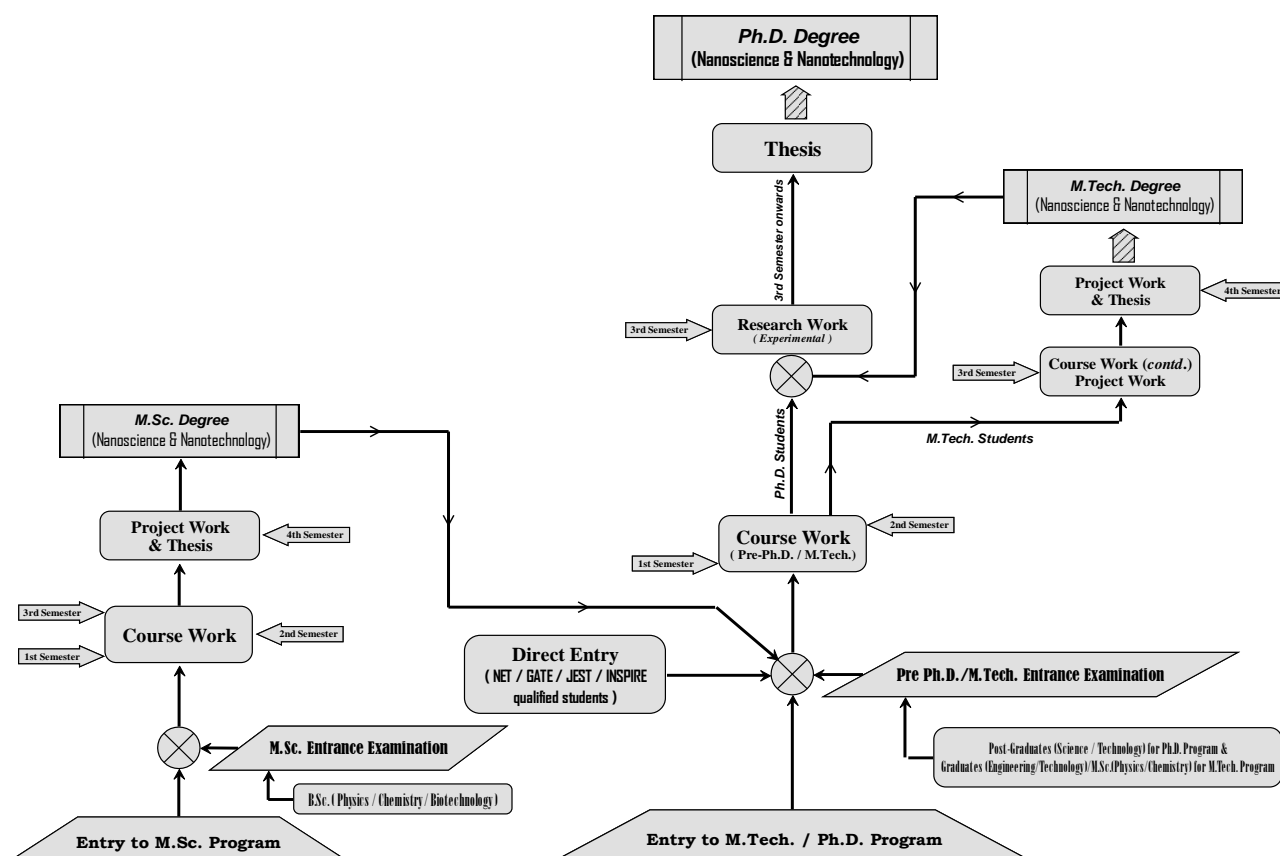 Ph.D. Degree
(Nanoscience & Nanotechnology)
Thesis
3rd Semester onwards
M.Tech. Degree
(Nanoscience & Nanotechnology)
Project Work
& Thesis
4th Semester
3rd Semester
Research Work
( Experimental )
3rd Semester
Course Work (contd.)
Project Work
M.Sc. Degree
(Nanoscience & Nanotechnology)
Ph.D. Students
M.Tech. Students
Project Work
& Thesis
4th Semester
Course Work
( Pre-Ph.D. / M.Tech.)
2nd Semester
1st Semester
3rd Semester
Course Work
2nd Semester
1st Semester
Direct Entry
( NET / GATE / JEST / INSPIRE
qualified students )
Pre Ph.D./M.Tech. Entrance Examination
M.Sc. Entrance Examination
Post-Graduates (Science / Technology) for Ph.D. Program &
Graduates (Engineering/Technology)/M.Sc.(Physics/Chemistry) for M.Tech. Program
B.Sc. ( Physics / Chemistry / Biotechnology )
Entry to M.Sc. Program
Entry to M.Tech. / Ph.D. Program